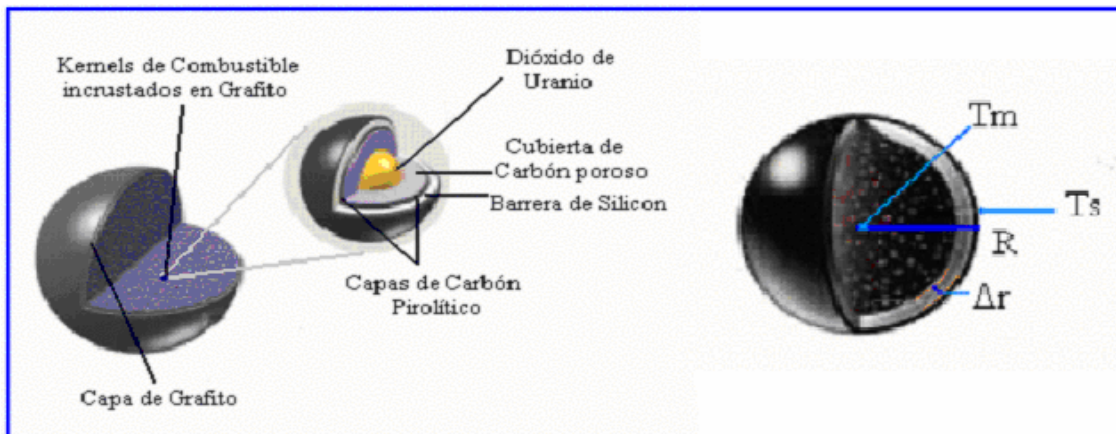 Kernels de Combustible
incrustados en Grafito
Dióxido de
Uranio
Cubierta de
Carbón poroso
Barrera de Silicon
Capas de Carbón
Pirolítico
Capa de Grafito
Tm
Ts
R
Δr